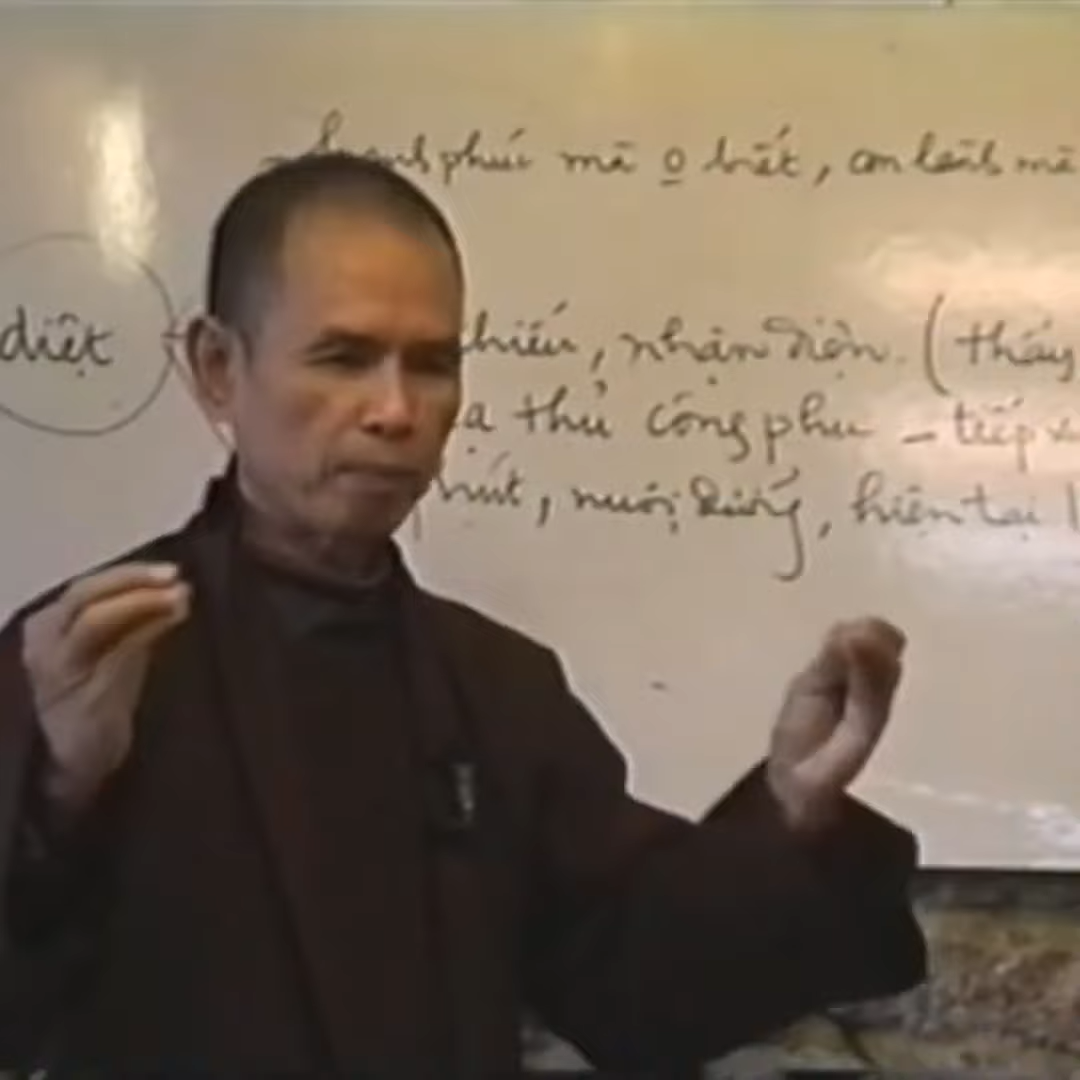 phúc mà o biết, an lành mà
diệt
chiếu, nhận diện. (thấy
thủ công phu - tiếp x
phút, nuôi dưỡng, hiện tại l